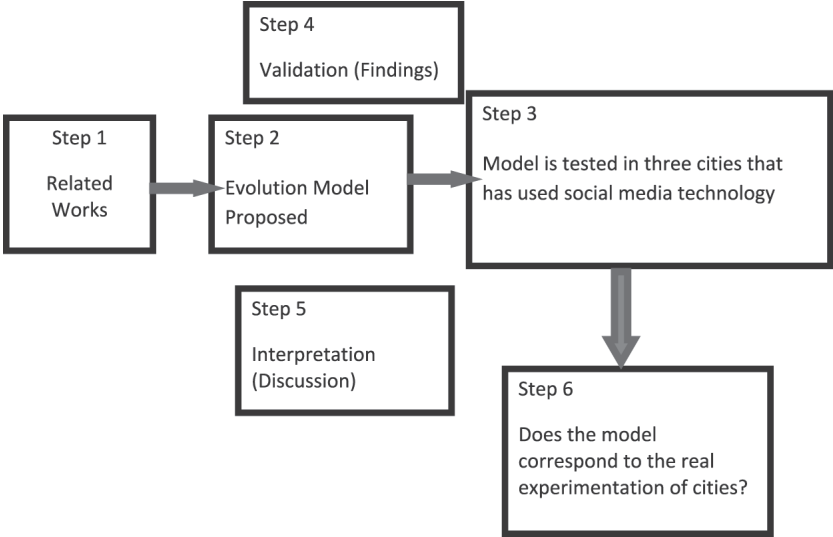 Step 4
Validation (Findings)
Step 1
Related
Works
Step 2
Evolution Model
Proposed
Step 3
Model is tested in three cities that
has used social media technology
Step 5
Interpretation
(Discussion)
Step 6
Does the model
correspond to the real
experimentation of cities?